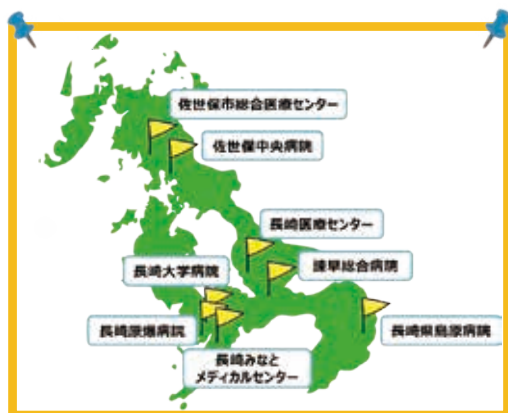 佐世保市総合医療センター
佐世保中央病院
長崎医療センター
諫早総合病院
長崎大学病院
長崎原爆病院
長崎県島原病院
長崎みなと
メディカルセンター